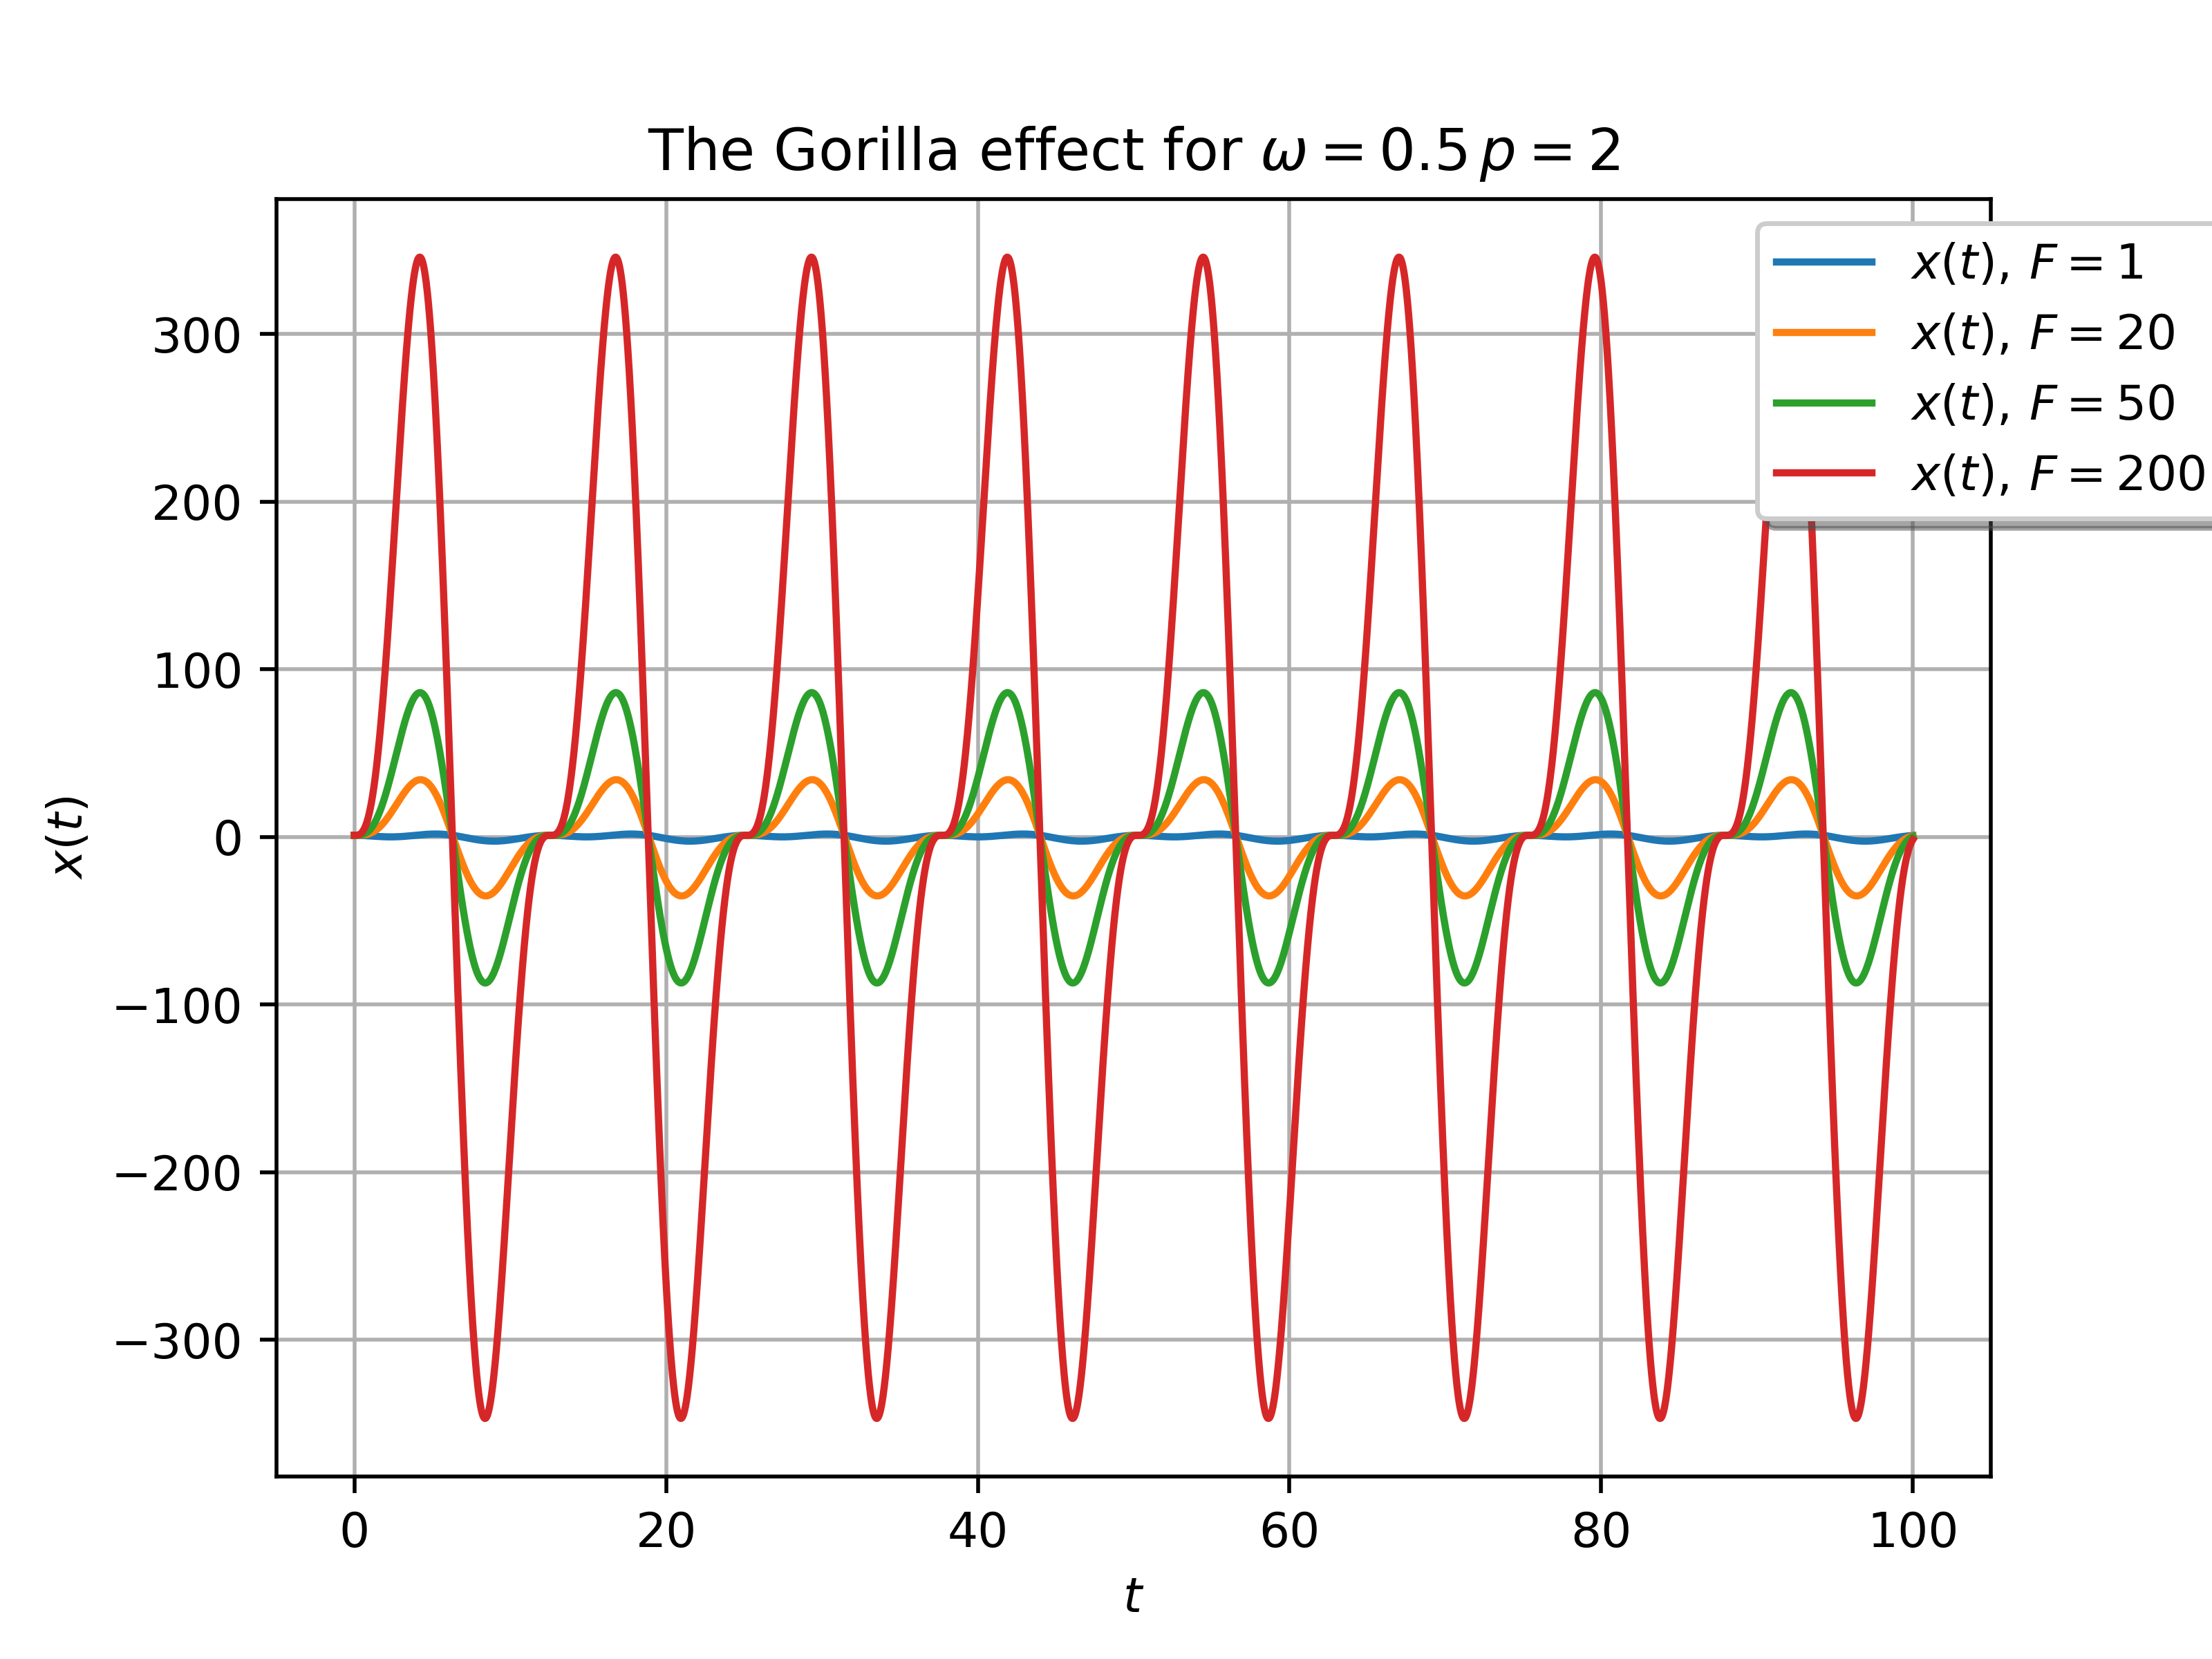 The Gorilla effect for ω = 0.5 p = 2
x(t), F = 1
x(t), F = 20
x(t), F = 50
x(t), F = 200
300
200
100
0
−100
−200
−300
x(t)
0 20 40 60 80 100
t